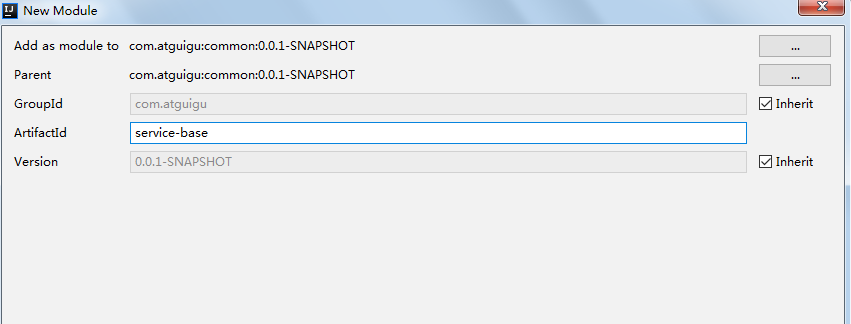 New Module
Add as module to com.atguigu:common:0.0.1-SNAPSHOT ...
Parent com.atguigu:common:0.0.1-SNAPSHOT ...
GroupId com.atguigu Inherit
ArtifactId service-base
Version 0.0.1-SNAPSHOT Inherit